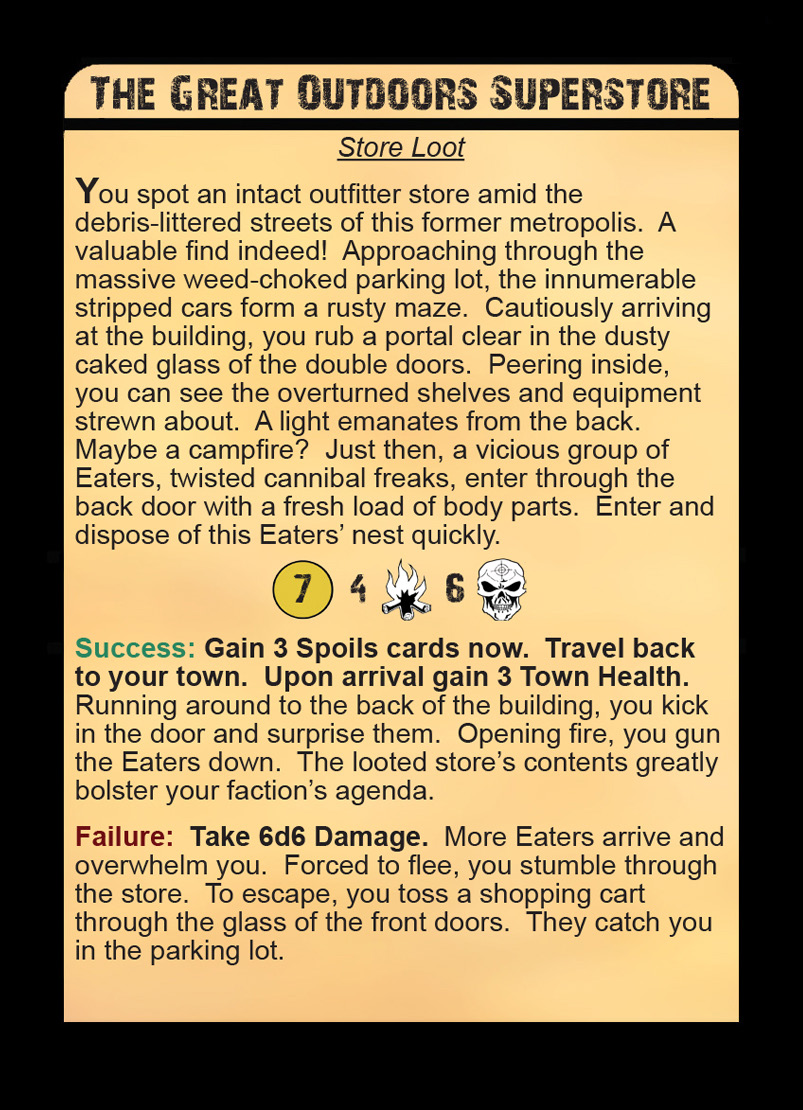 The Great Outdoors Superstore
Store Loot
You spot an intact outfitter store amid the
debris-littered streets of this former metropolis.  A
valuable find indeed!  Approaching through the
massive weed-choked parking lot, the innumerable
stripped cars form a rusty maze.  Cautiously arriving
at the building, you rub a portal clear in the dusty
caked glass of the double doors.  Peering inside,
you can see the overturned shelves and equipment
strewn about.  A light emanates from the back.
Maybe a campfire?  Just then, a vicious group of
Eaters, twisted cannibal freaks, enter through the
back door with a fresh load of body parts.  Enter and
dispose of this Eaters’ nest quickly.
7 4 6
Success: Gain 3 Spoils cards now.  Travel back
to your town.  Upon arrival gain 3 Town Health.
Running around to the back of the building, you kick
in the door and surprise them.  Opening fire, you gun
the Eaters down.  The looted store’s contents greatly
bolster your faction’s agenda.
Failure:  Take 6d6 Damage.  More Eaters arrive and
overwhelm you.  Forced to flee, you stumble through
the store.  To escape, you toss a shopping cart
through the glass of the front doors.  They catch you
in the parking lot.